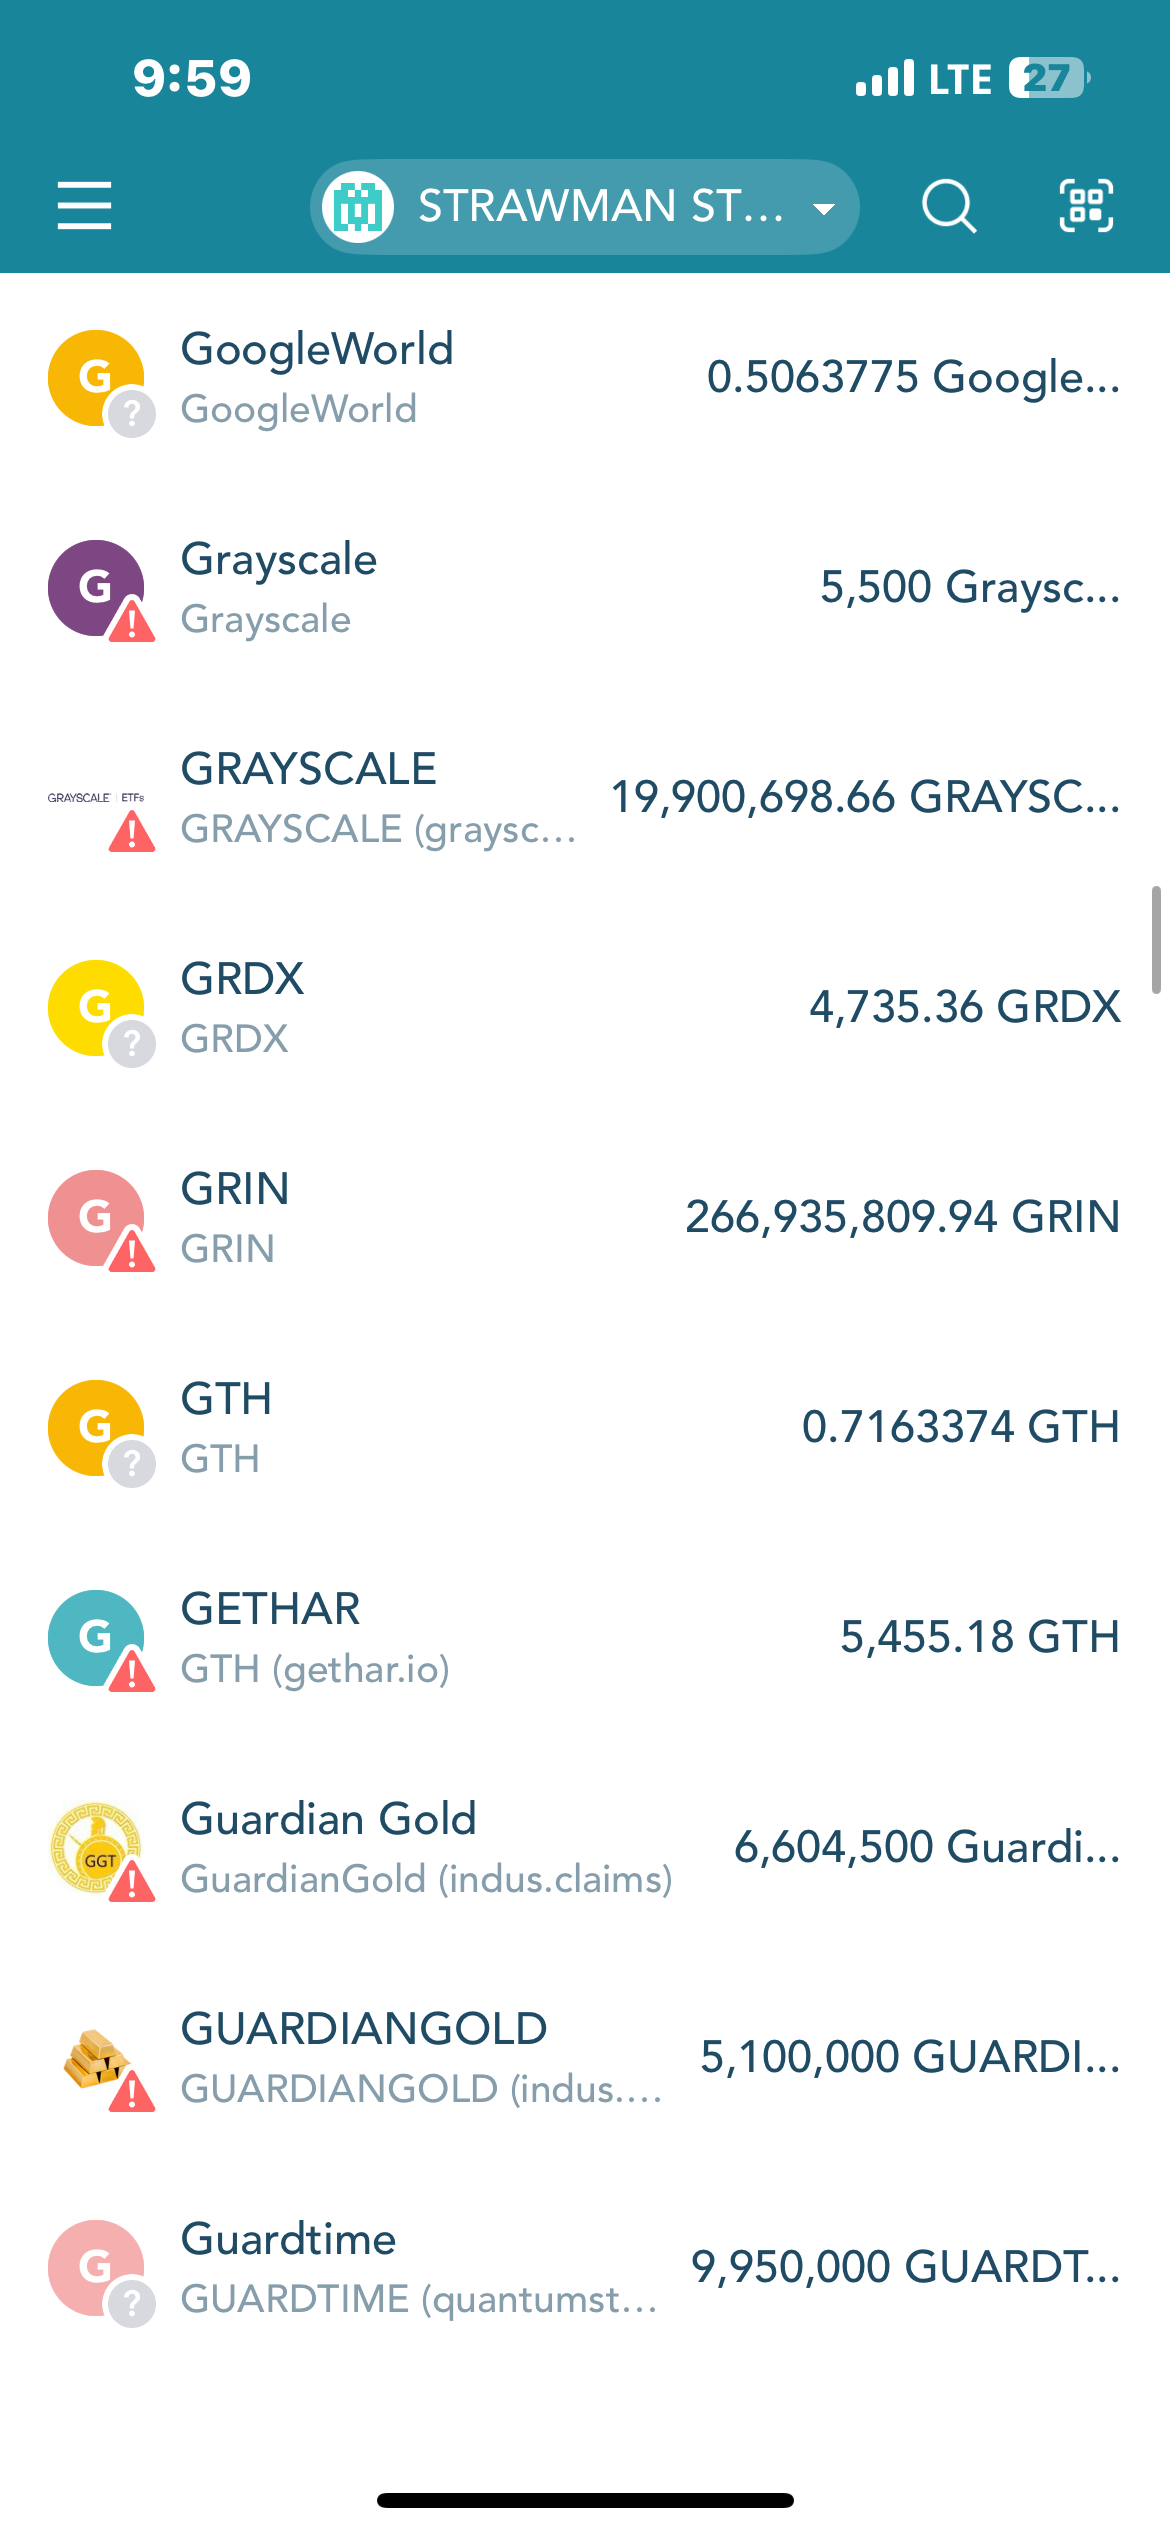 9:59
LTE 27
STRAWMAN ST...
G
?
GoogleWorld
GoogleWorld
0.5063775 Google...
G
!
Grayscale
Grayscale
5,500 Graysc...
GRAYSCALE | ETFs
!
GRAYSCALE
GRAYSCALE (graysc...
19,900,698.66 GRAYSC...
G
?
GRDX
GRDX
4,735.36 GRDX
G
!
GRIN
GRIN
266,935,809.94 GRIN
G
?
GTH
GTH
0.7163374 GTH
G
!
GETHAR
GTH (gethar.io)
5,455.18 GTH
GGT
!
Guardian Gold
GuardianGold (indus.claims)
6,604,500 Guardi...
!
GUARDIANGOLD
GUARDIANGOLD (indus....
5,100,000 GUARDI...
G
?
Guardtime
GUARDTIME (quantumst...
9,950,000 GUARDT...